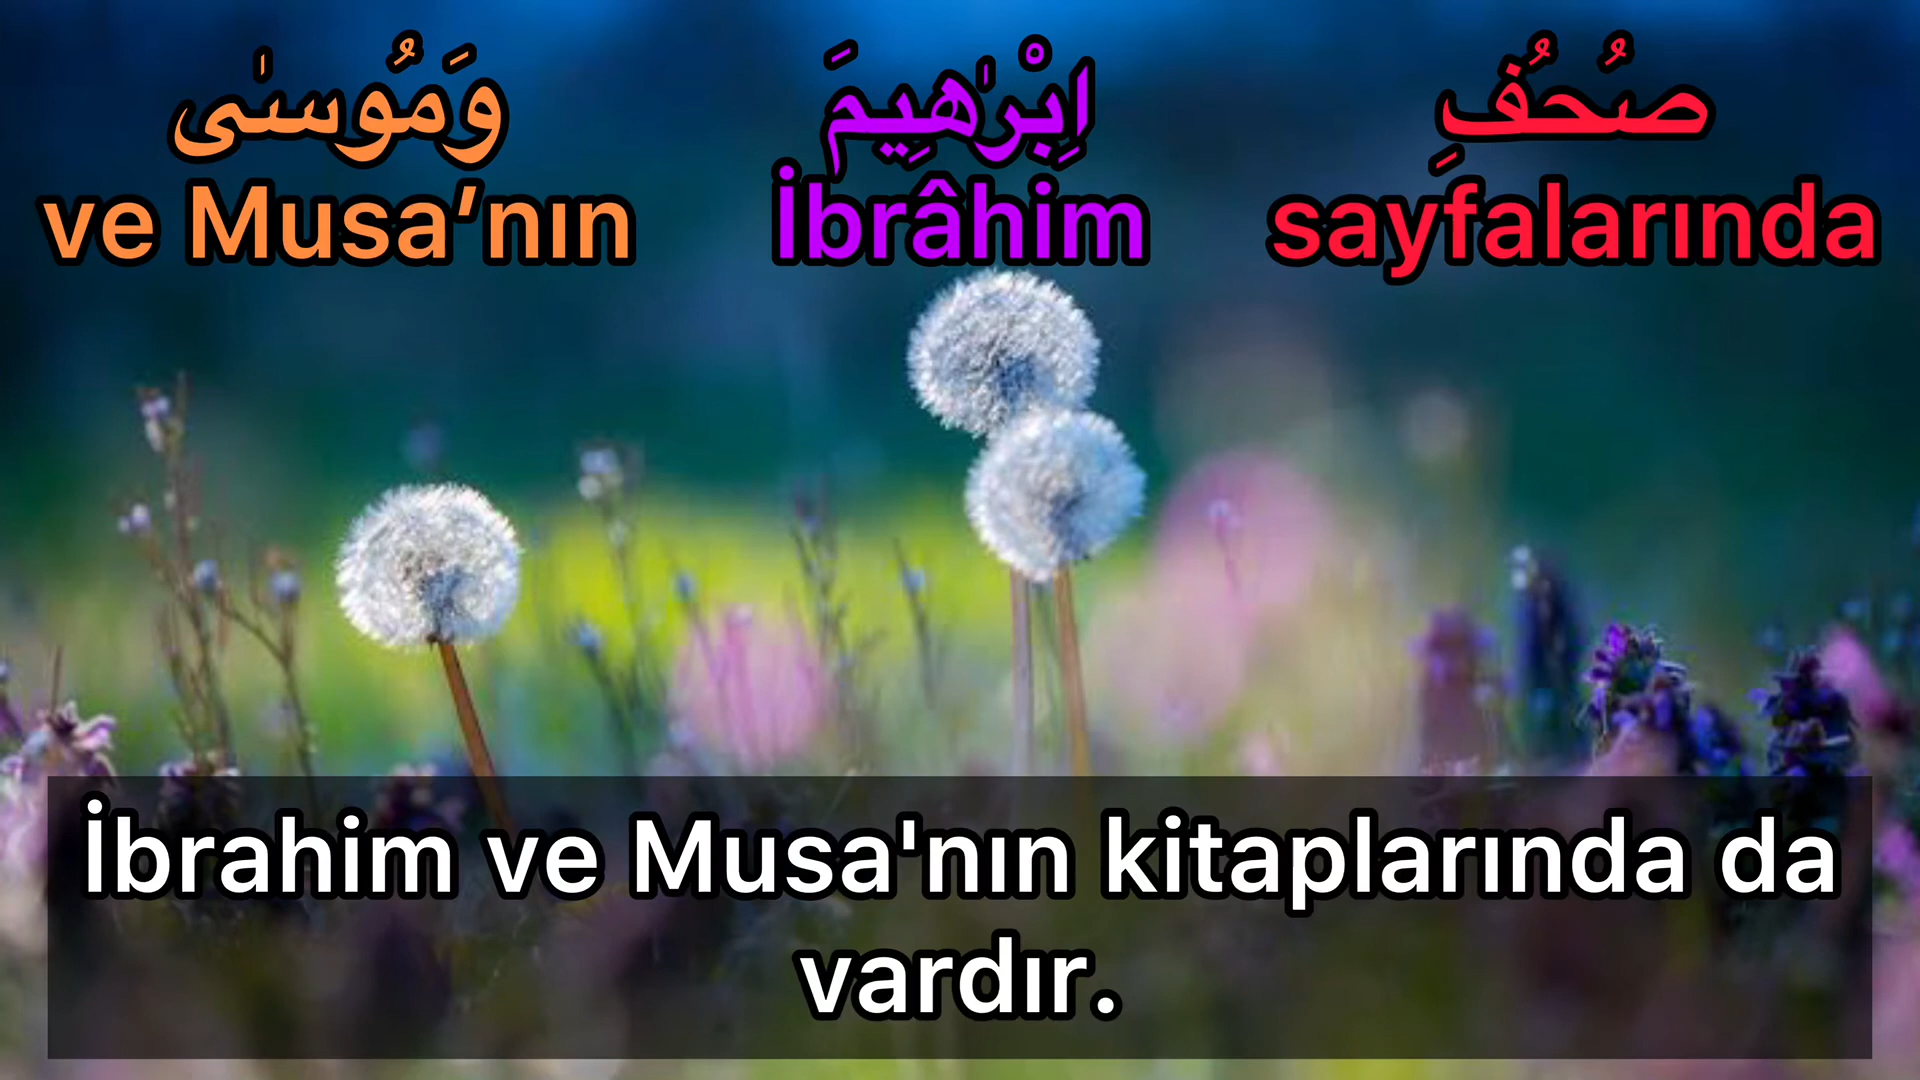 صُحُفِ اِبْرٰه۪يمَ وَمُوسٰى
ve Musa’nın İbrâhim sayfalarında
İbrahim ve Musa'nın kitaplarında da
vardır.